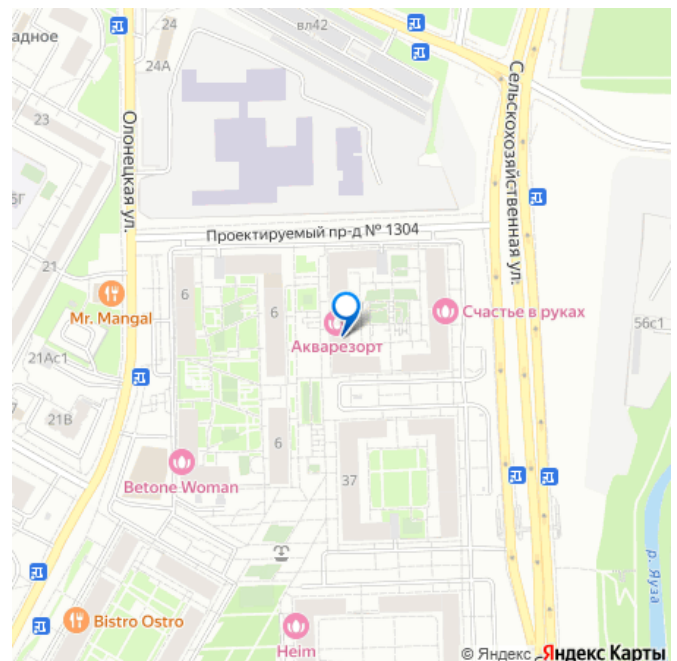 24
вл42
адное
24А
23
Олонецкая ул.
Сельскохозяйственная ул.
Проектируемый пр-д № 1304
21
6
6
Mr. Mangal
Счастье в руках
56с1
Акварезорт
21Ас1
21В
6
37
Betone Woman
р. Яуза
Bistro Ostro
Heim
© Яндекс
Яндекс Карты